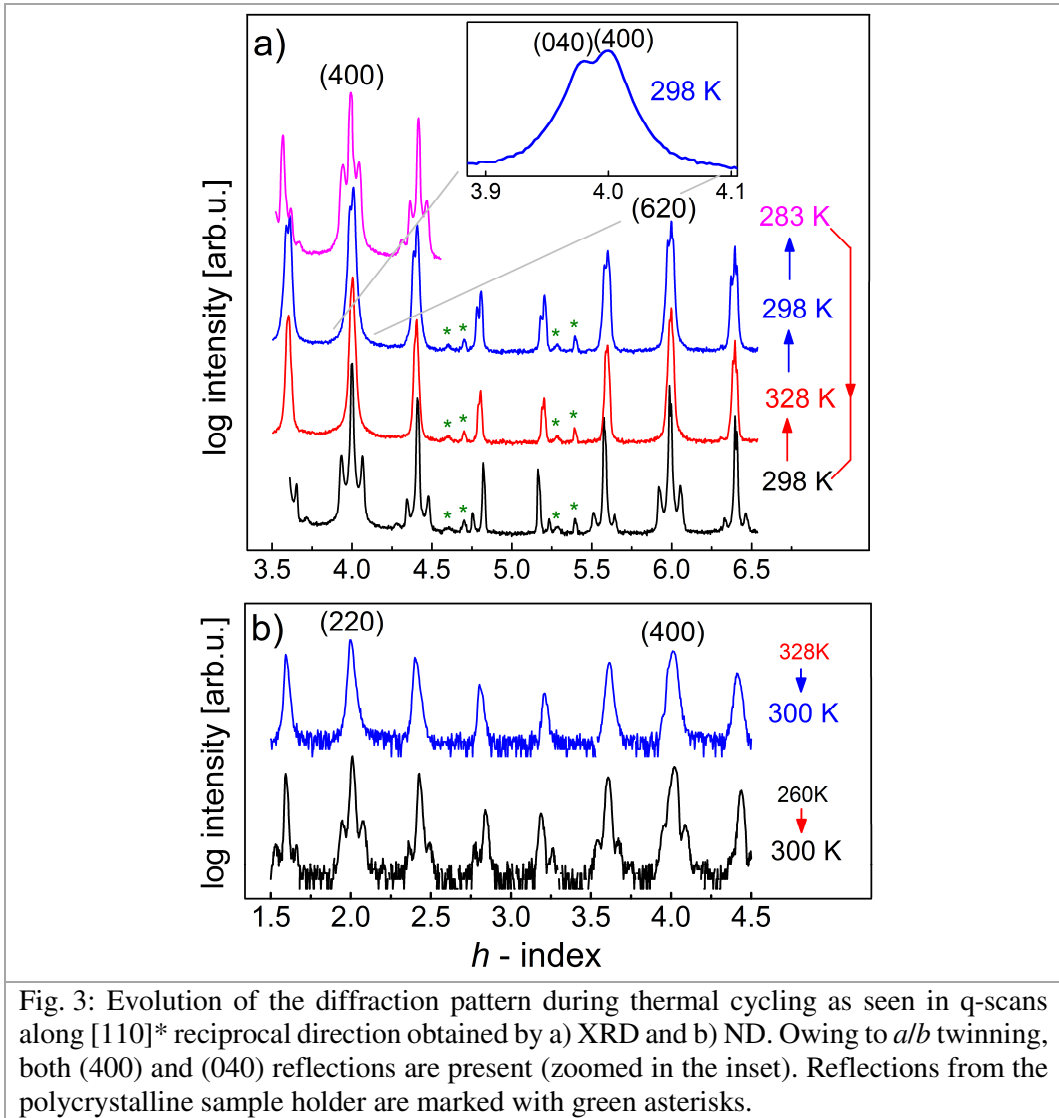 a)
(040)(400)
298 K
3.9 4.0 4.1
(400)
(620)
log intensity [arb.u.]
283 K
298 K
328 K
298 K
* * * *
* * * *
* * * *
3.5 4.0 4.5 5.0 5.5 6.0 6.5
b)
(220)
(400)
log intensity [arb.u.]
328K
300 K
260K
300 K
1.5 2.0 2.5 3.0 3.5 4.0 4.5
h - index
Fig. 3: Evolution of the diffraction pattern during thermal cycling as seen in q-scans
along [110]* reciprocal direction obtained by a) XRD and b) ND. Owing to a/b twinning,
both (400) and (040) reflections are present (zoomed in the inset). Reflections from the
polycrystalline sample holder are marked with green asterisks.